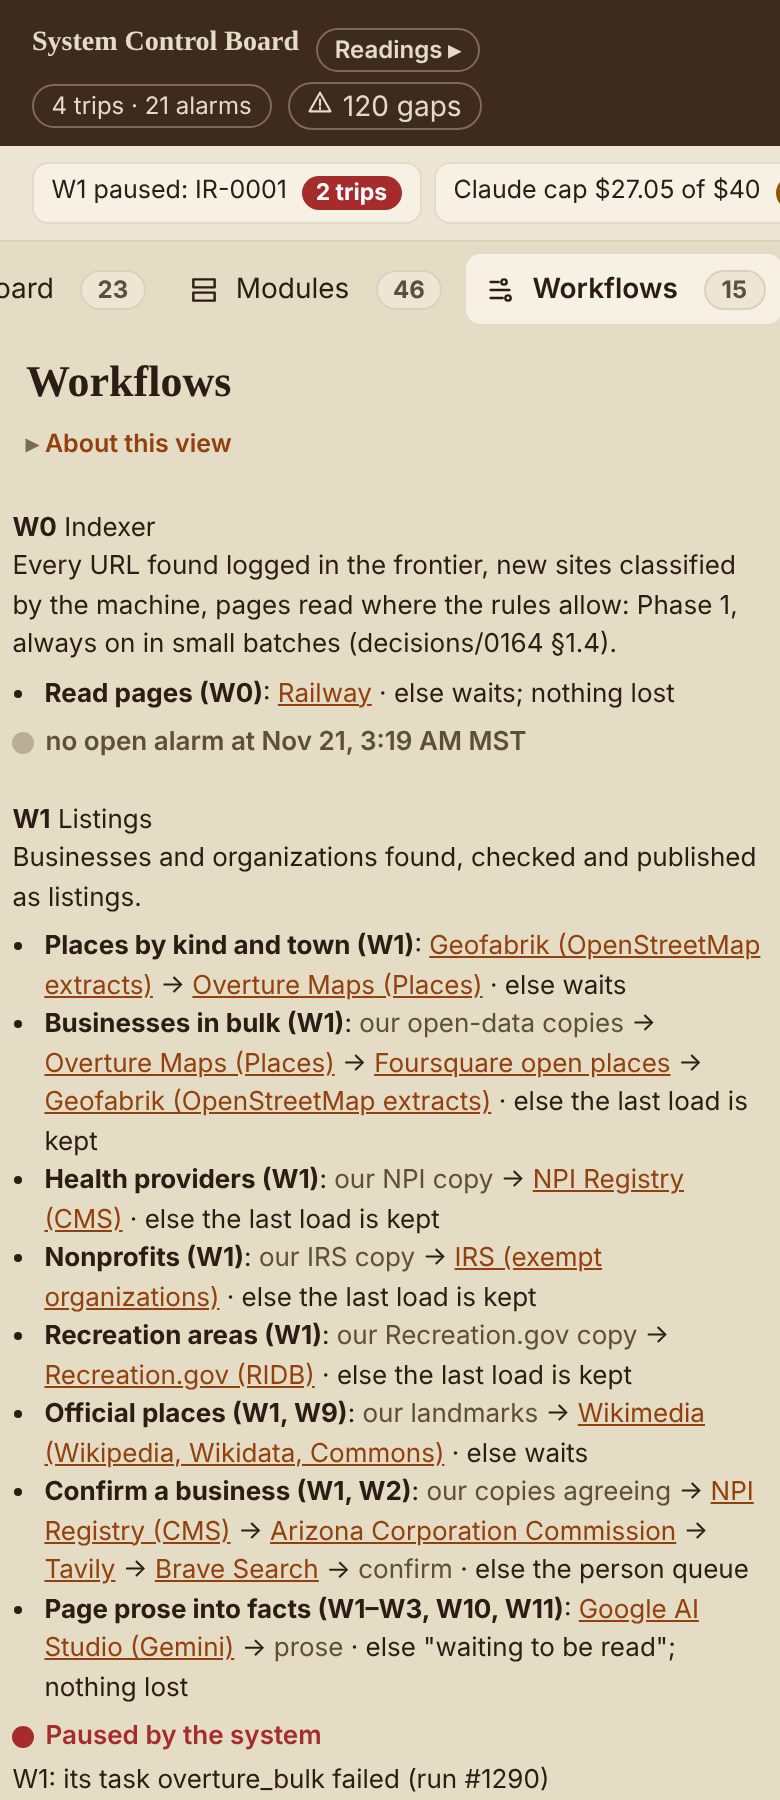 System Control Board
Readings ▸
4 trips · 21 alarms
⚠ 120 gaps
W1 paused: IR-0001 2 trips
Claude cap $27.05 of $40
oard 23
Modules 46
Workflows 15
Workflows
▸ About this view
W0 Indexer
Every URL found logged in the frontier, new sites classified
by the machine, pages read where the rules allow: Phase 1,
always on in small batches (decisions/0164 §1.4).
• Read pages (W0): Railway · else waits; nothing lost
no open alarm at Nov 21, 3:19 AM MST
W1 Listings
Businesses and organizations found, checked and published
as listings.
• Places by kind and town (W1): Geofabrik (OpenStreetMap
extracts) → Overture Maps (Places) · else waits
• Businesses in bulk (W1): our open-data copies →
Overture Maps (Places) → Foursquare open places →
Geofabrik (OpenStreetMap extracts) · else the last load is
kept
• Health providers (W1): our NPI copy → NPI Registry
(CMS) · else the last load is kept
• Nonprofits (W1): our IRS copy → IRS (exempt
organizations) · else the last load is kept
• Recreation areas (W1): our Recreation.gov copy →
Recreation.gov (RIDB) · else the last load is kept
• Official places (W1, W9): our landmarks → Wikimedia
(Wikipedia, Wikidata, Commons) · else waits
• Confirm a business (W1, W2): our copies agreeing → NPI
Registry (CMS) → Arizona Corporation Commission →
Tavily → Brave Search → confirm · else the person queue
• Page prose into facts (W1–W3, W10, W11): Google AI
Studio (Gemini) → prose · else "waiting to be read";
nothing lost
Paused by the system
W1: its task overture_bulk failed (run #1290)